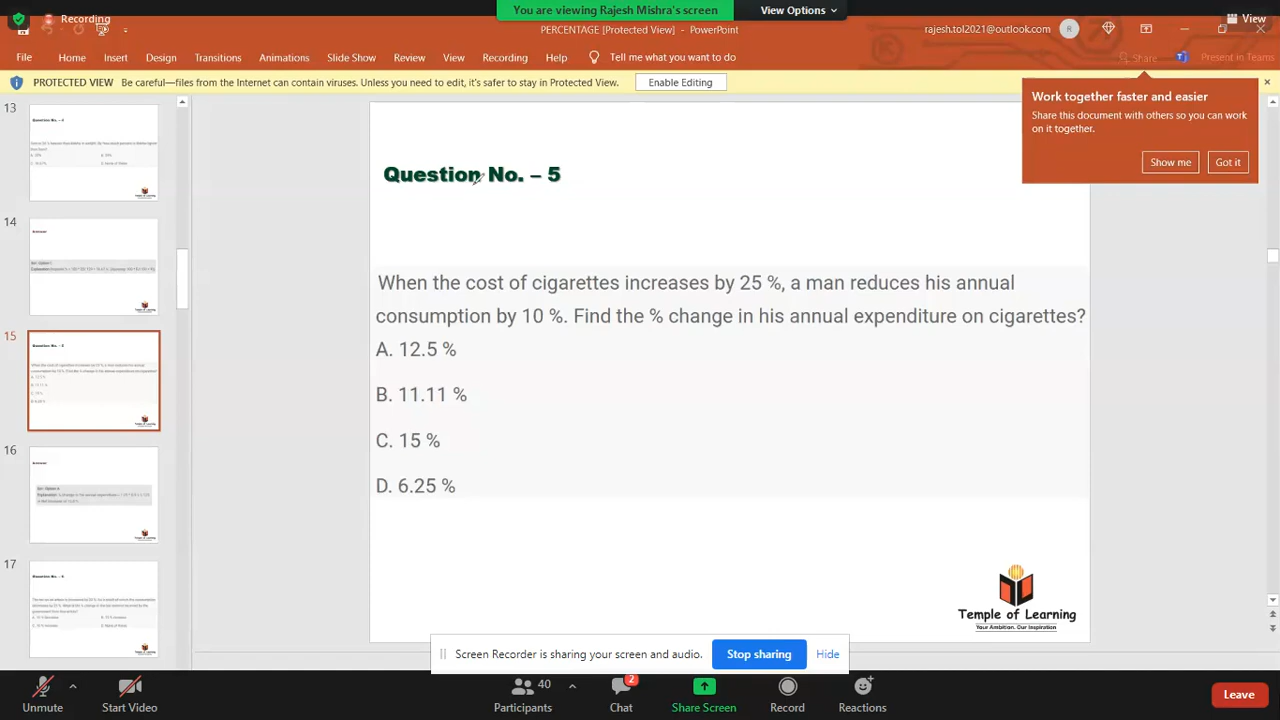 Recording
You are viewing Rajesh Mishra's screen
View Options
View
PERCENTAGE [Protected View] - PowerPoint
rajesh.tol2021@outlook.com
R
File Home Insert Design Transitions Animations Slide Show Review View Recording Help Tell me what you want to do
Share
Present in Teams
PROTECTED VIEW Be careful—files from the Internet can contain viruses. Unless you need to edit, it's safer to stay in Protected View.
Enable Editing
Work together faster and easier
Share this document with others so you can work
on it together.
Show me
Got it
13
14
15
16
17
Question No. – 5
When the cost of cigarettes increases by 25 %, a man reduces his annual
consumption by 10 %. Find the % change in his annual expenditure on cigarettes?
A. 12.5 %
B. 11.11 %
C. 15 %
D. 6.25 %
Temple of Learning
Your Ambition. Our Inspiration
Screen Recorder is sharing your screen and audio.
Stop sharing
Hide
Unmute
Start Video
40
Participants
2
Chat
Share Screen
Record
Reactions
Leave